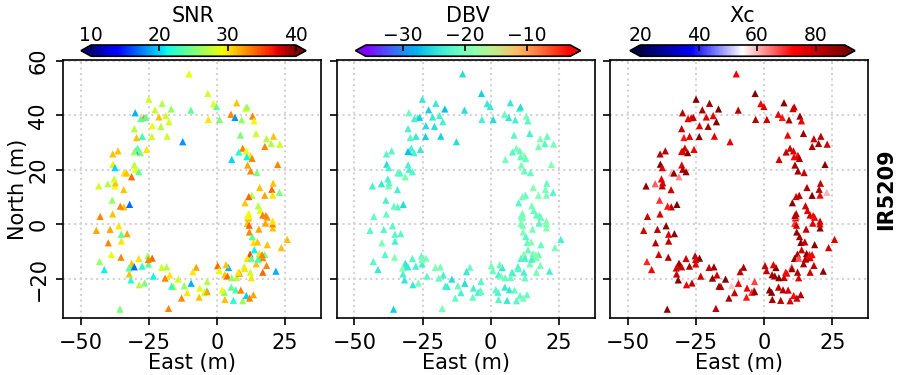 SNR DBV Xc
10 20 30 40 −30 −20 −10 20 40 60 80
60
40
20
0
−20
North (m)
IR5209
−50 −25 0 25 −50 −25 0 25 −50 −25 0 25
East (m) East (m) East (m)